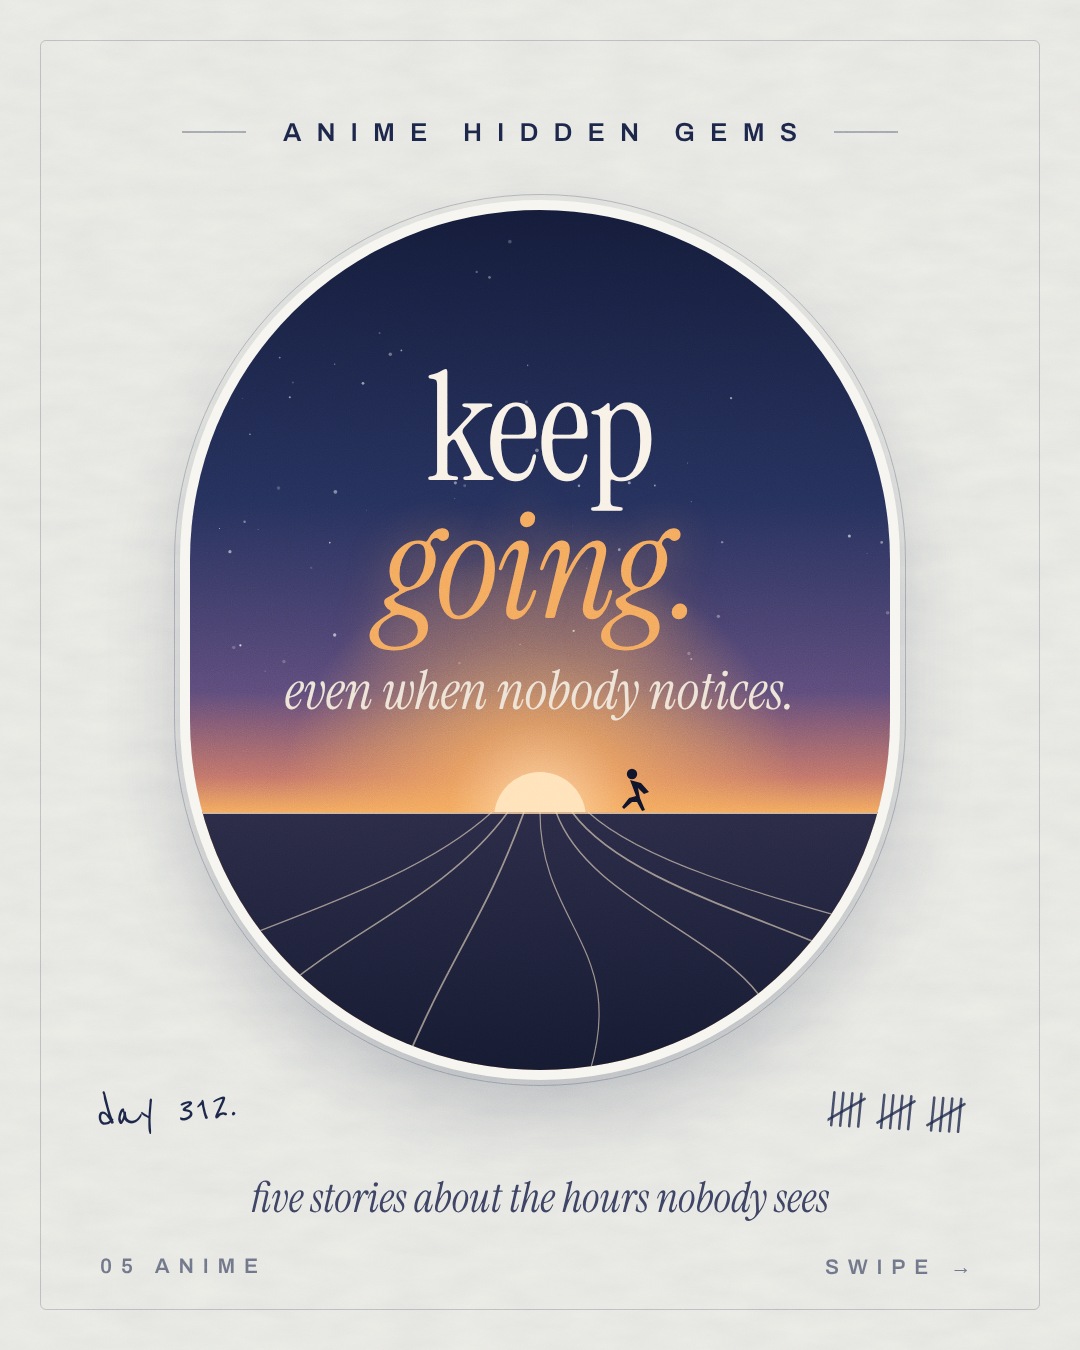 ANIME HIDDEN GEMS
keep
going.
even when nobody notices.
day 312.
five stories about the hours nobody sees
05 ANIME
SWIPE →